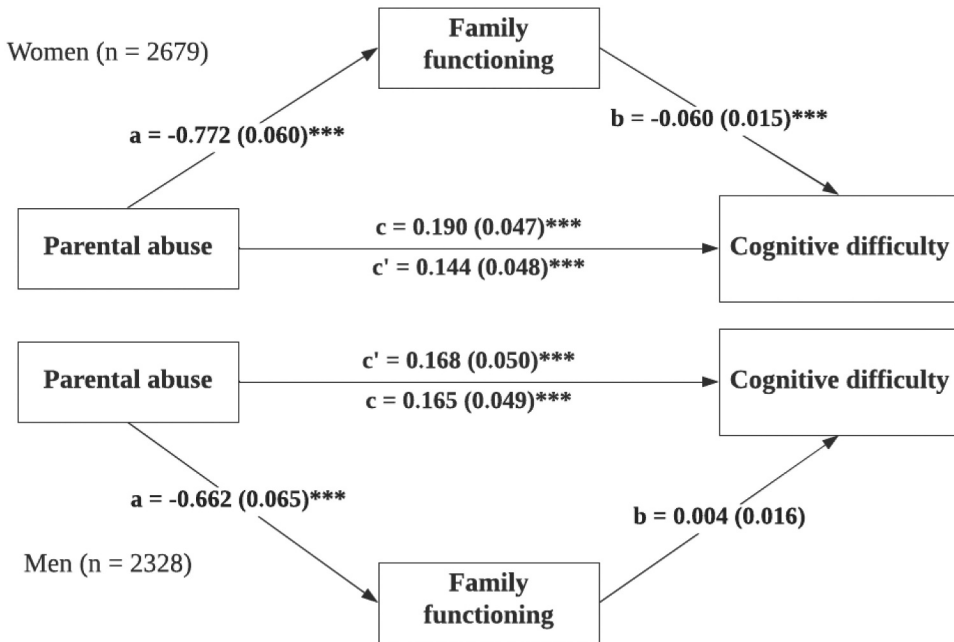 Women (n = 2679)
Family
functioning
a = -0.772 (0.060)***
b = -0.060 (0.015)***
Parental abuse
c = 0.190 (0.047)***
c' = 0.144 (0.048)***
Cognitive difficulty
Parental abuse
c' = 0.168 (0.050)***
c = 0.165 (0.049)***
Cognitive difficulty
a = -0.662 (0.065)***
b = 0.004 (0.016)
Men (n = 2328)
Family
functioning